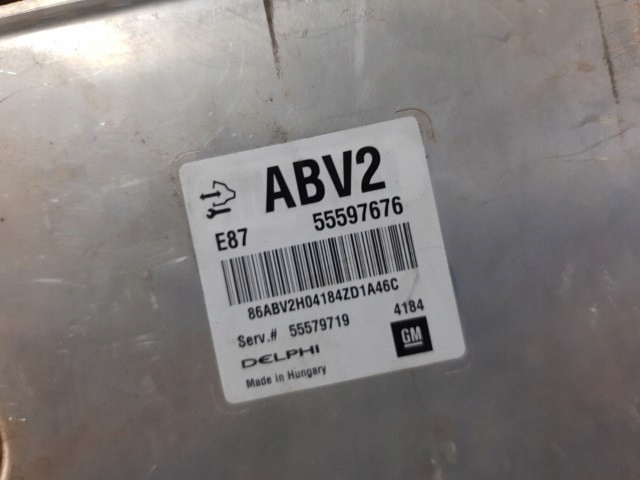 ABV2
E87 55597676
86ABV2H04184ZD1A46C
Serv.# 55579719 4184
DELPHI GM
Made in Hungary